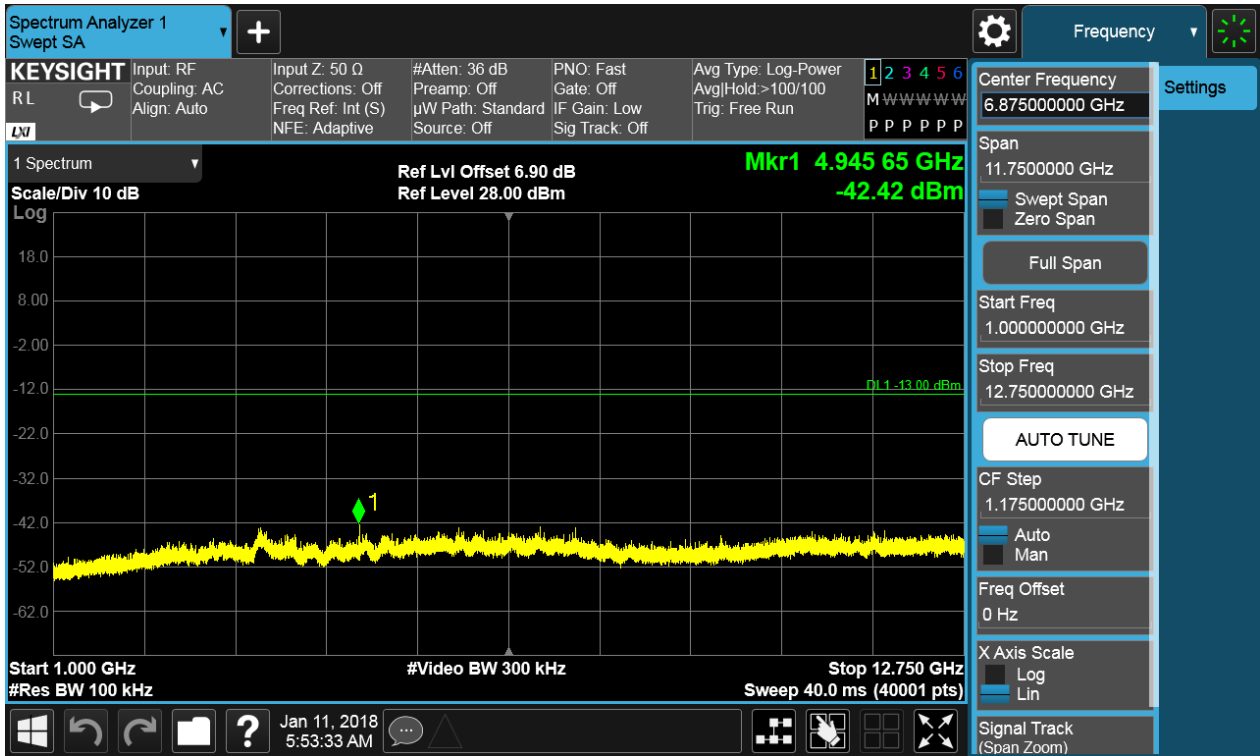 Spectrum Analyzer 1
Swept SA
Frequency
KEYSIGHT
R L
LXI
Input: RF
Coupling: AC
Align: Auto
Input Z: 50 Ω
Corrections: Off
Freq Ref: Int (S)
NFE: Adaptive
#Atten: 36 dB
Preamp: Off
µW Path: Standard
Source: Off
PNO: Fast
Gate: Off
IF Gain: Low
Sig Track: Off
Avg Type: Log-Power
Avg|Hold:>100/100
Trig: Free Run
1 2 3 4 5 6
M W W W W W
P P P P P P
1 Spectrum
Scale/Div 10 dB
Log
Ref Lvl Offset 6.90 dB
Ref Level 28.00 dBm
Mkr1 4.945 65 GHz
-42.42 dBm
18.0
8.00
-2.00
-12.0
DL1 -13.00 dBm
-22.0
-32.0
1
-42.0
-52.0
-62.0
Start 1.000 GHz
#Video BW 300 kHz
Stop 12.750 GHz
#Res BW 100 kHz
Sweep 40.0 ms (40001 pts)
?
Jan 11, 2018
5:53:33 AM
Center Frequency
6.875000000 GHz
Span
11.7500000 GHz
Swept Span
Zero Span
Full Span
Start Freq
1.000000000 GHz
Stop Freq
12.750000000 GHz
AUTO TUNE
CF Step
1.175000000 GHz
Auto
Man
Freq Offset
0 Hz
X Axis Scale
Log
Lin
Signal Track
(Span Zoom)
Settings